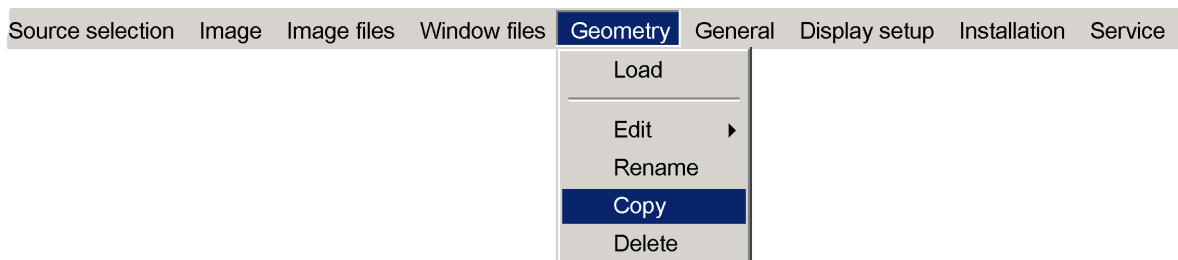 Source selection Image Image files Window files Geometry General Display setup Installation Service
Load
Edit
Rename
Copy
Delete